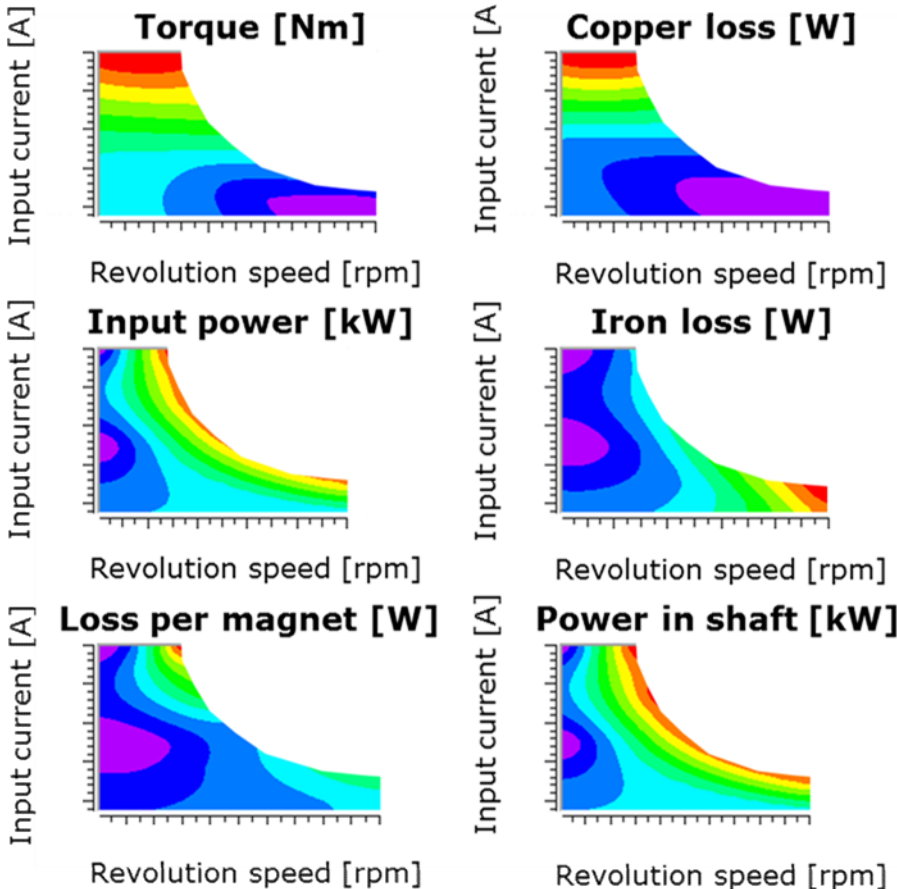 Torque [Nm]
Input current [A]
Revolution speed [rpm]
Copper loss [W]
Input current [A]
Revolution speed [rpm]
Input power [kW]
Input current [A]
Revolution speed [rpm]
Iron loss [W]
Input current [A]
Revolution speed [rpm]
Loss per magnet [W]
Input current [A]
Revolution speed [rpm]
Power in shaft [kW]
Input current [A]
Revolution speed [rpm]